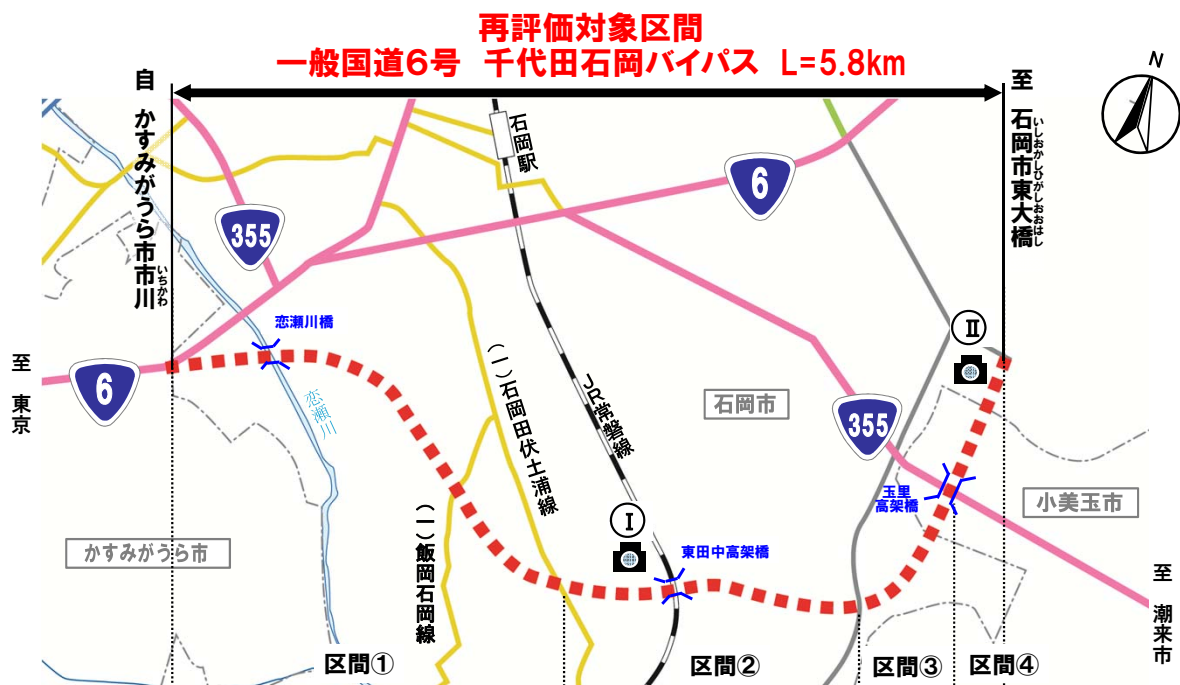 再評価対象区間
一般国道6号 千代田石岡バイパス L=5.8km
自 かすみがうら市市川
いちかわ
至 石岡市東大橋
いしおかしひがしおおはし
N
石岡駅
6
355
恋瀬川橋
Ⅱ
至 東京
6
恋瀬川
(一)石岡田伏土浦線
JR常磐線
石岡市
355
玉里
高架橋
小美玉市
Ⅰ
かすみがうら市
(一)飯岡石岡線
東田中高架橋
至 潮来市
区間①
区間②
区間③
区間④